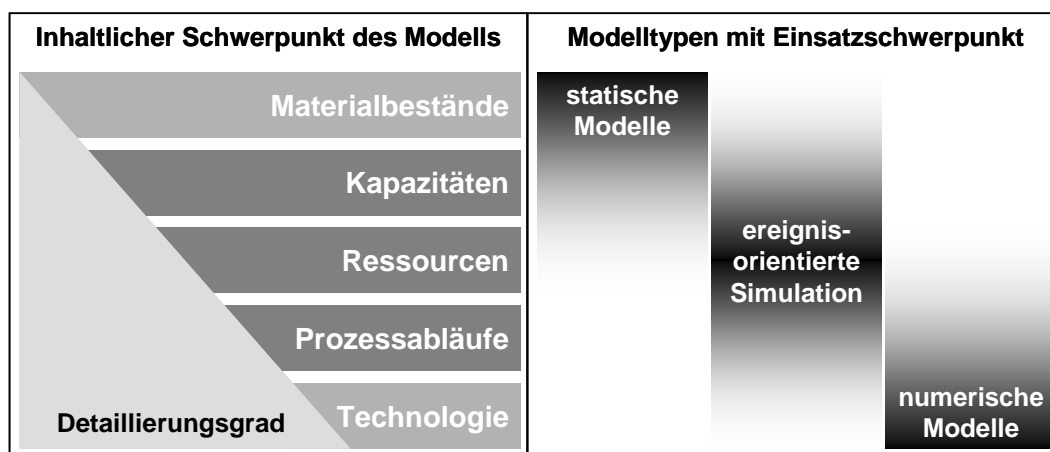 Inhaltlicher Schwerpunkt des Modells
Materialbestände
Kapazitäten
Ressourcen
Prozessabläufe
Technologie
Detaillierungsgrad
Modelltypen mit Einsatzschwerpunkt
statische
Modelle
ereignis-
orientierte
Simulation
numerische
Modelle